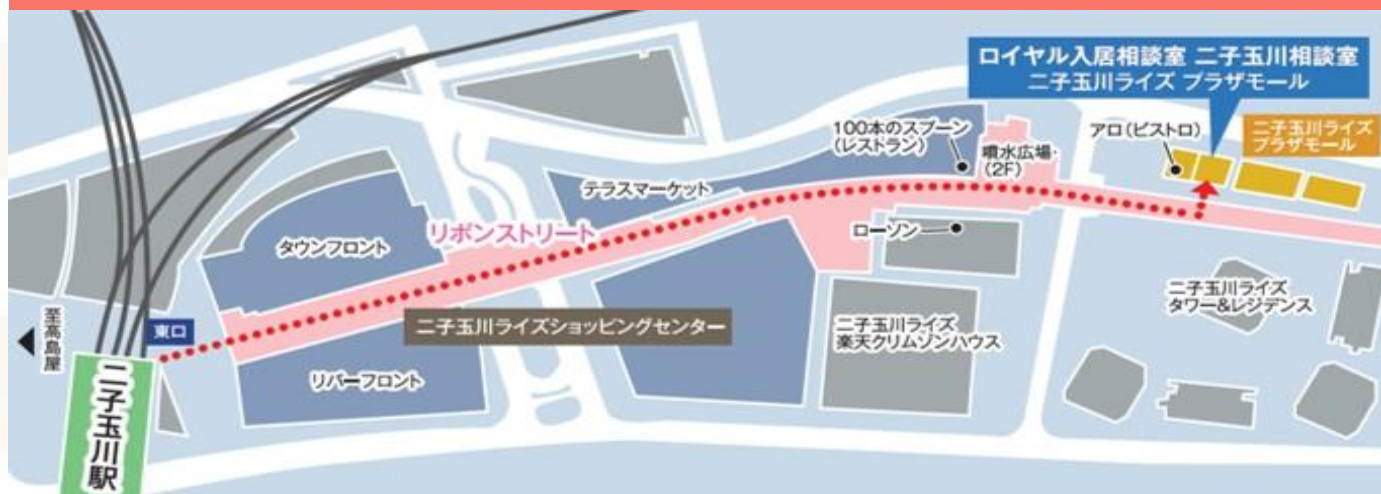 ロイヤル入居相談室 二子玉川相談室
二子玉川ライズ プラザモール
100本のスプーン
(レストラン)
噴水広場・
(2F)
アロ(ビストロ)
二子玉川ライズ
プラザモール
テラスマーケット
リボンストリート
タウンフロント
ローソン
至高島屋
東口
二子玉川ライズショッピングセンター
二子玉川ライズ
楽天クリムゾンハウス
二子玉川ライズ
タワー&レジデンス
リバーフロント
二子玉川駅